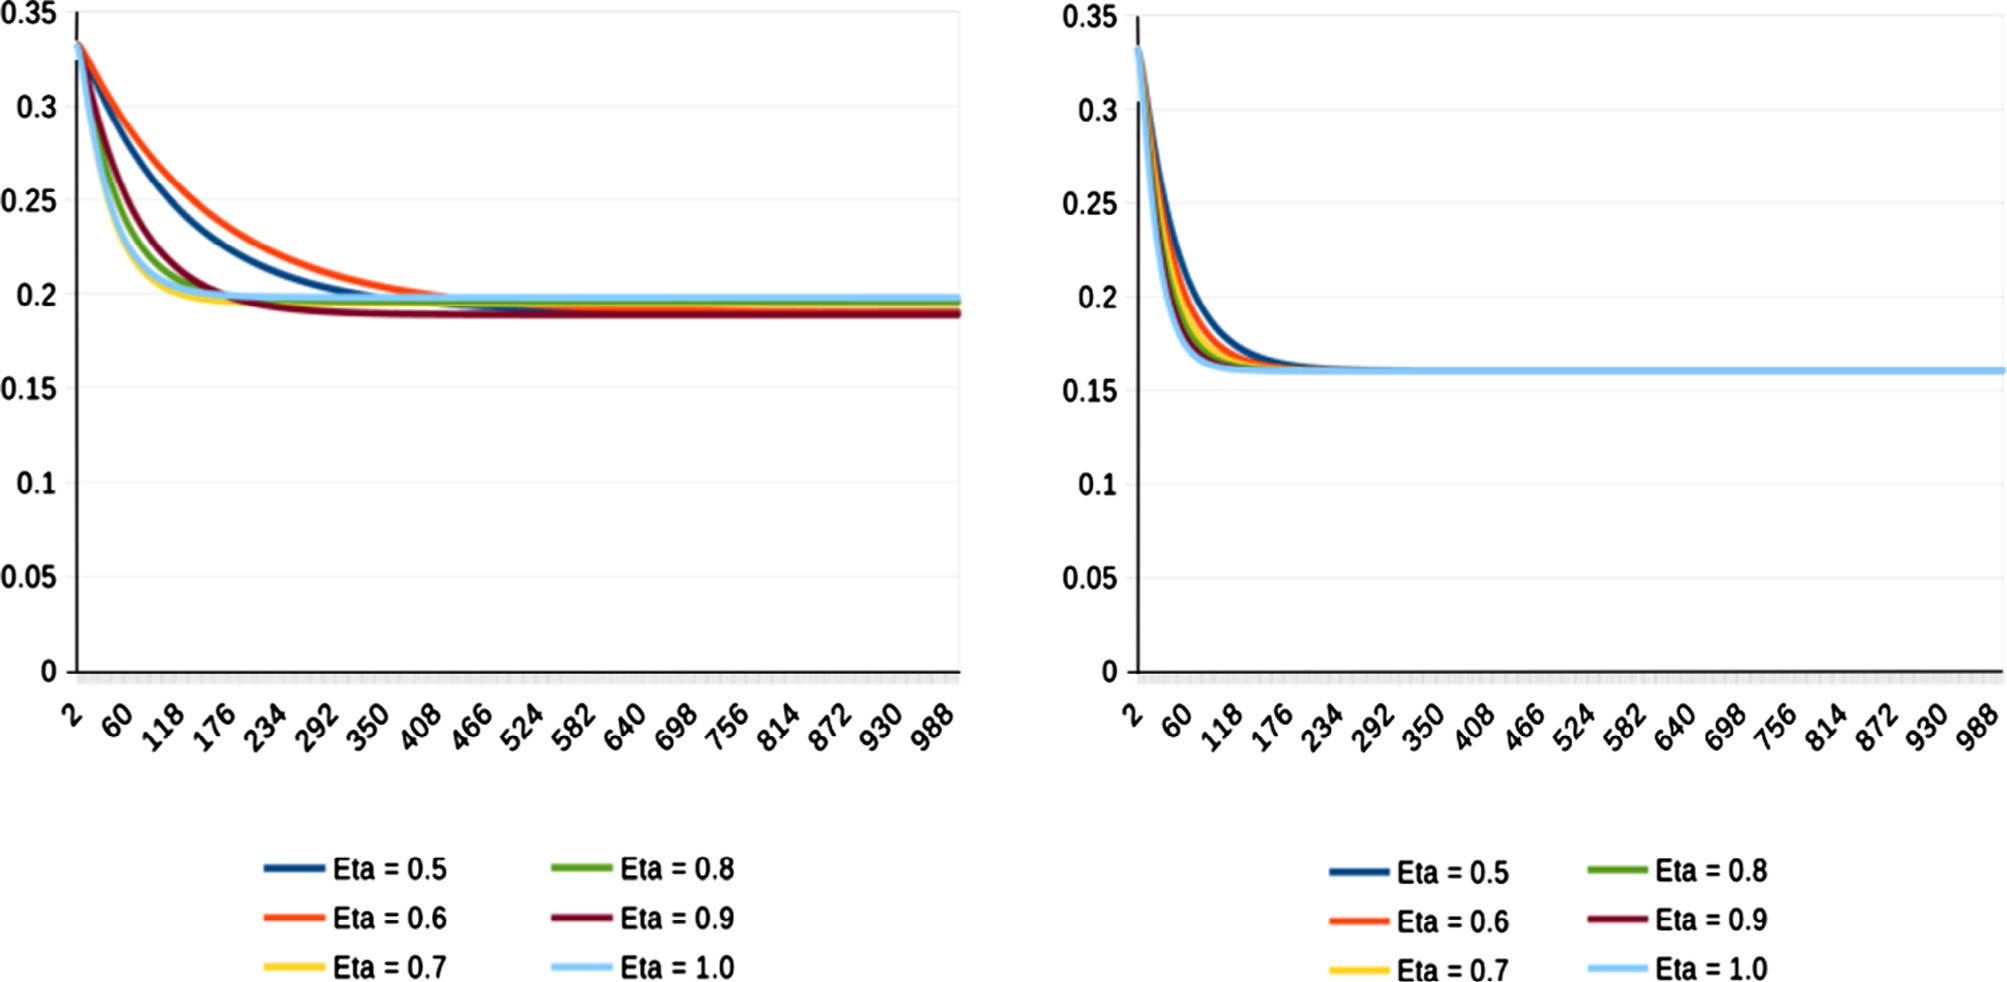 0.35
0.3
0.25
0.2
0.15
0.1
0.05
0
2 60 118 176 234 292 350 408 466 524 582 640 698 756 814 872 930 988
Eta = 0.5 Eta = 0.8
Eta = 0.6 Eta = 0.9
Eta = 0.7 Eta = 1.0
0.35
0.3
0.25
0.2
0.15
0.1
0.05
0
2 60 118 176 234 292 350 408 466 524 582 640 698 756 814 872 930 988
Eta = 0.5 Eta = 0.8
Eta = 0.6 Eta = 0.9
Eta = 0.7 Eta = 1.0